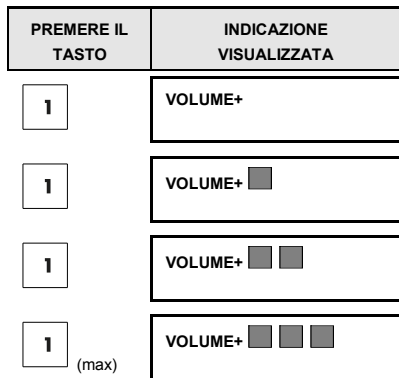 PREMERE IL TASTO
INDICAZIONE VISUALIZZATA
1
VOLUME+
1
VOLUME+
1
VOLUME+
1 (max)
VOLUME+